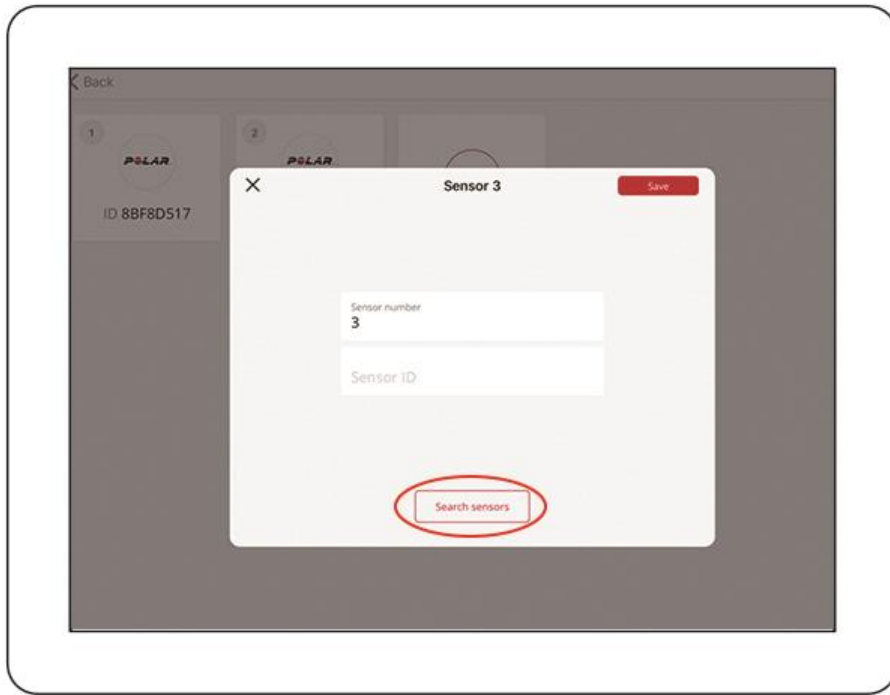 Back
1
POLAR
ID 8BF8D517
2
POLAR
Sensor 3
Save
Sensor number
3
Sensor ID
Search sensors